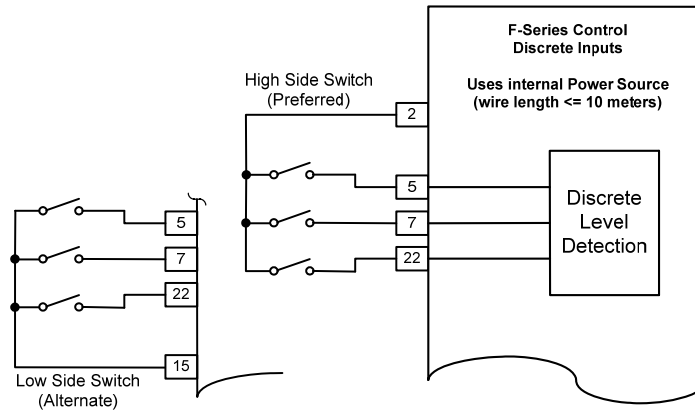 F-Series Control
Discrete Inputs
Uses internal Power Source
(wire length <= 10 meters)
High Side Switch
(Preferred)
2
5
7
22
Discrete
Level
Detection
5
7
22
15
Low Side Switch
(Alternate)